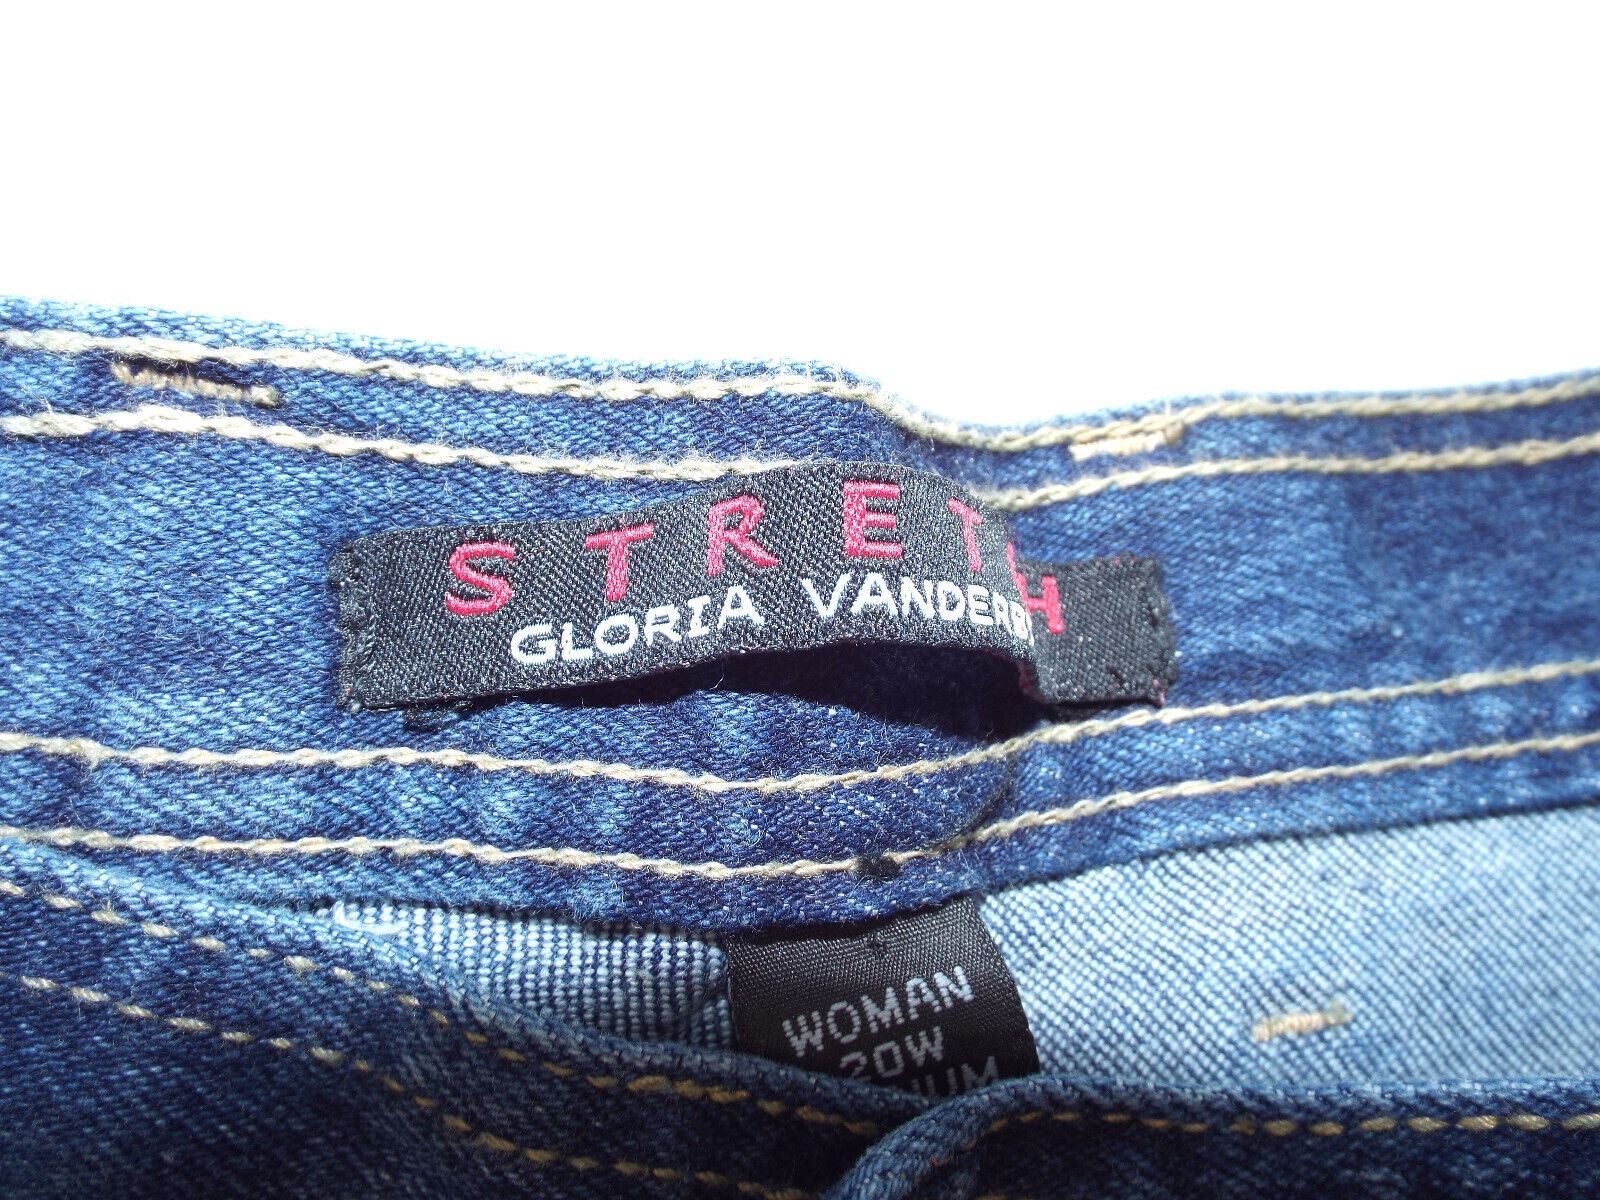 STRETCH
GLORIA VANDERB
WOMAN
20W